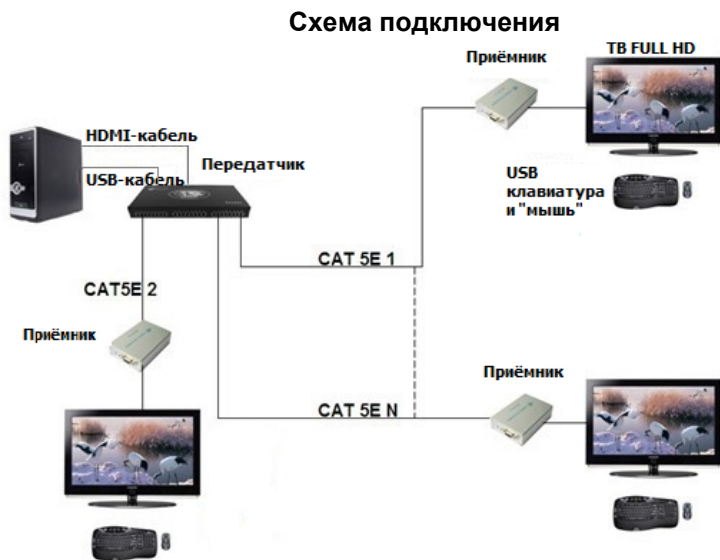 Схема подключения
Приёмник
ТВ FULL HD
HDMI-кабель
Передатчик
USB-кабель
USB
клавиатура
и "мышь"
CAT 5E 1
CAT5E 2
Приёмник
Приёмник
CAT 5E N